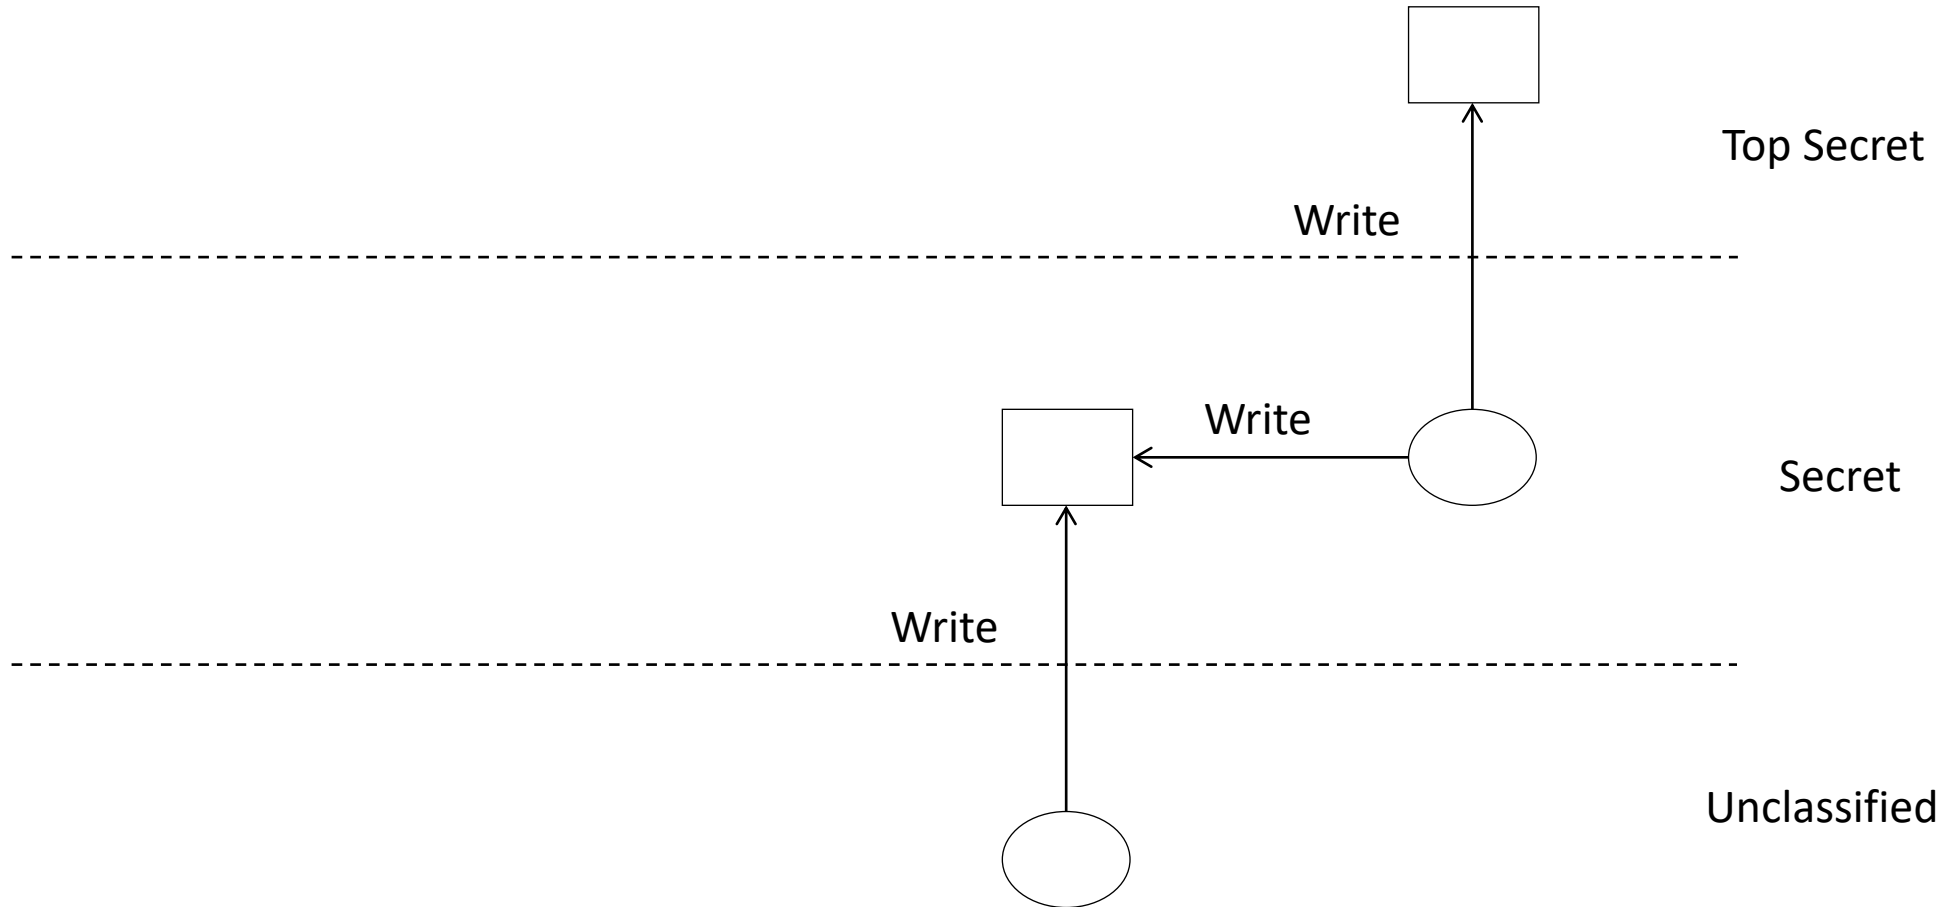 Top Secret
Write
Write
Secret
Write
Unclassified